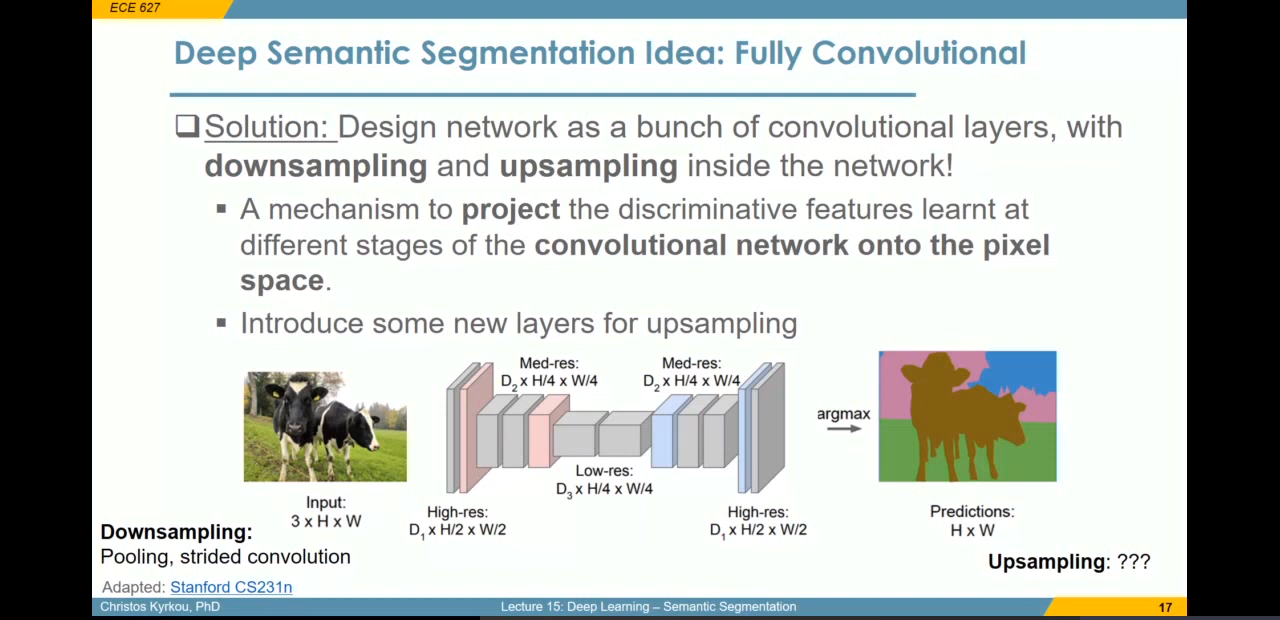 ECE 627
Deep Semantic Segmentation Idea: Fully Convolutional
Solution: Design network as a bunch of convolutional layers, with
downsampling and upsampling inside the network!
A mechanism to project the discriminative features learnt at
different stages of the convolutional network onto the pixel
space.
Introduce some new layers for upsampling
Input:
3 x H x W
High-res:
D1 x H/2 x W/2
Med-res:
D2 x H/4 x W/4
Low-res:
D3 x H/4 x W/4
Med-res:
D2 x H/4 x W/4
High-res:
D1 x H/2 x W/2
argmax
Predictions:
H x W
Downsampling:
Pooling, strided convolution
Upsampling: ???
Adapted: Stanford CS231n
Christos Kyrkou, PhD
Lecture 15: Deep Learning – Semantic Segmentation
17